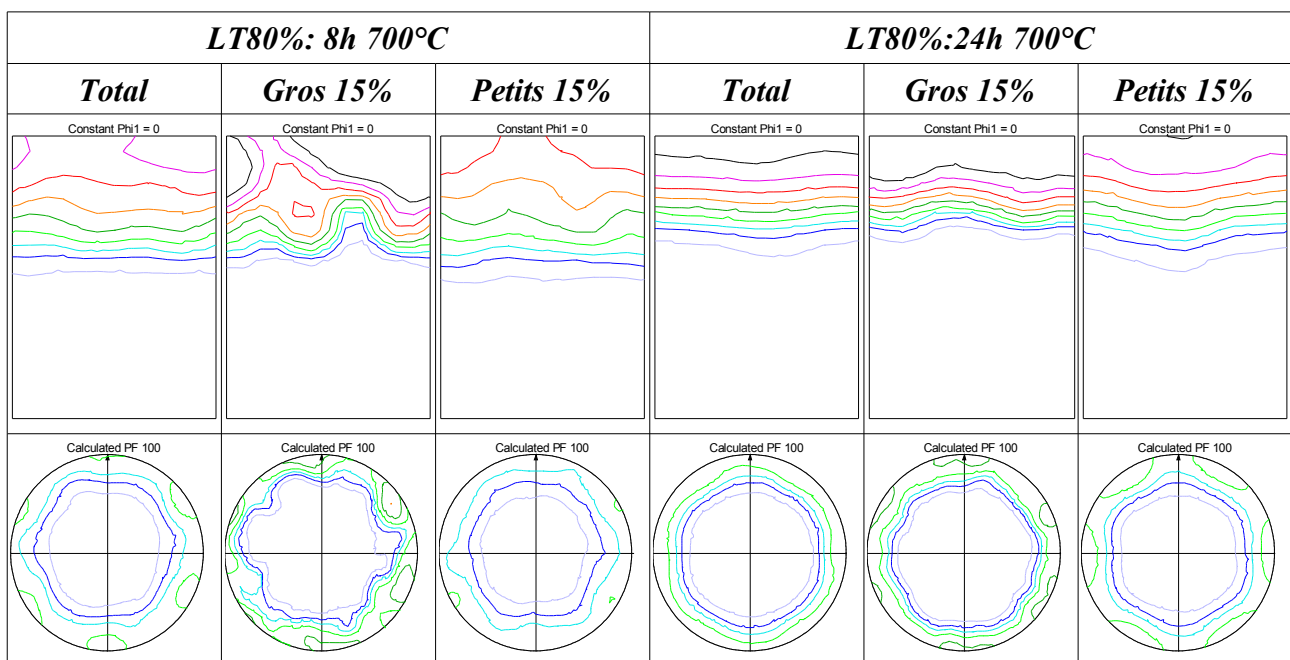 LT80%: 8h 700°C LT80%:24h 700°C
Total Gros 15% Petits 15% Total Gros 15% Petits 15%
Constant Phi1 = 0 Constant Phi1 = 0 Constant Phi1 = 0 Constant Phi1 = 0 Constant Phi1 = 0 Constant Phi1 = 0
Calculated PF 100 Calculated PF 100 Calculated PF 100 Calculated PF 100 Calculated PF 100 Calculated PF 100